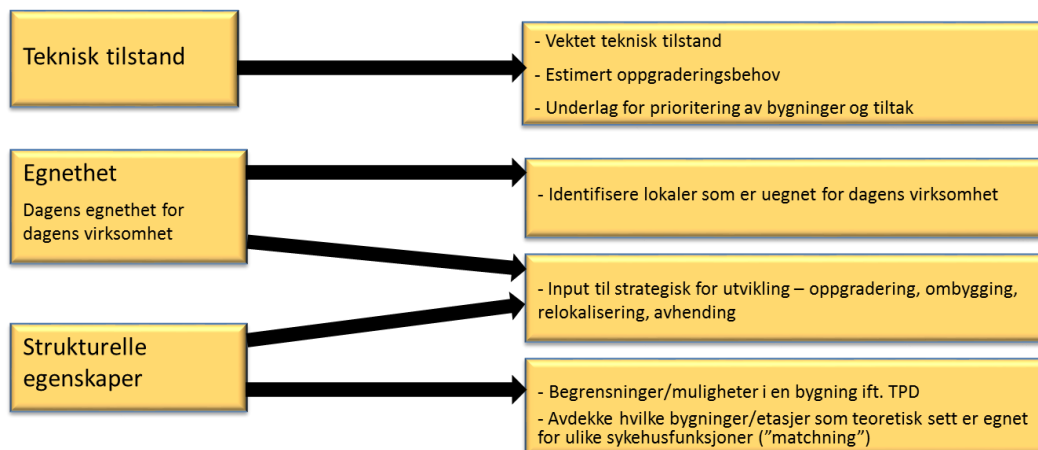 Teknisk tilstand
- Vektet teknisk tilstand
- Estimert oppgraderingsbehov
- Underlag for prioritering av bygninger og tiltak
Egnethet
Dagens egnethet for
dagens virksomhet
- Identifisere lokaler som er uegnet for dagens virksomhet
- Input til strategisk for utvikling – oppgradering, ombygging,
relokalisering, avhending
Strukturelle
egenskaper
- Begrensninger/muligheter i en bygning ift. TPD
- Avdekke hvilke bygninger/etasjer som teoretisk sett er egnet
for ulike sykehusfunksjoner (”matchning”)